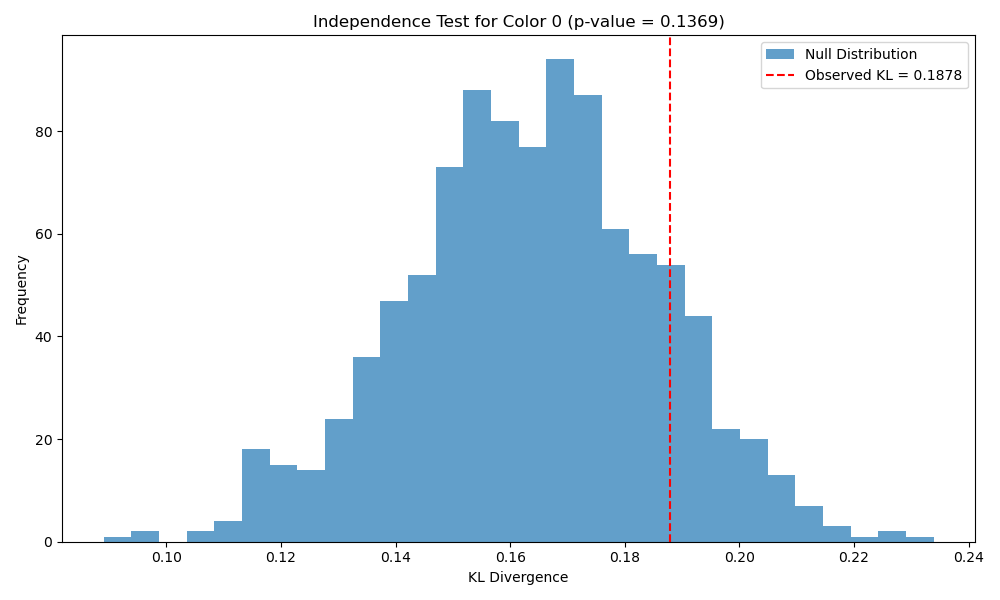 Independence Test for Color 0 (p-value = 0.1369)
Null Distribution
Observed KL = 0.1878
Frequency
80
60
40
20
0
0.10 0.12 0.14 0.16 0.18 0.20 0.22 0.24
KL Divergence